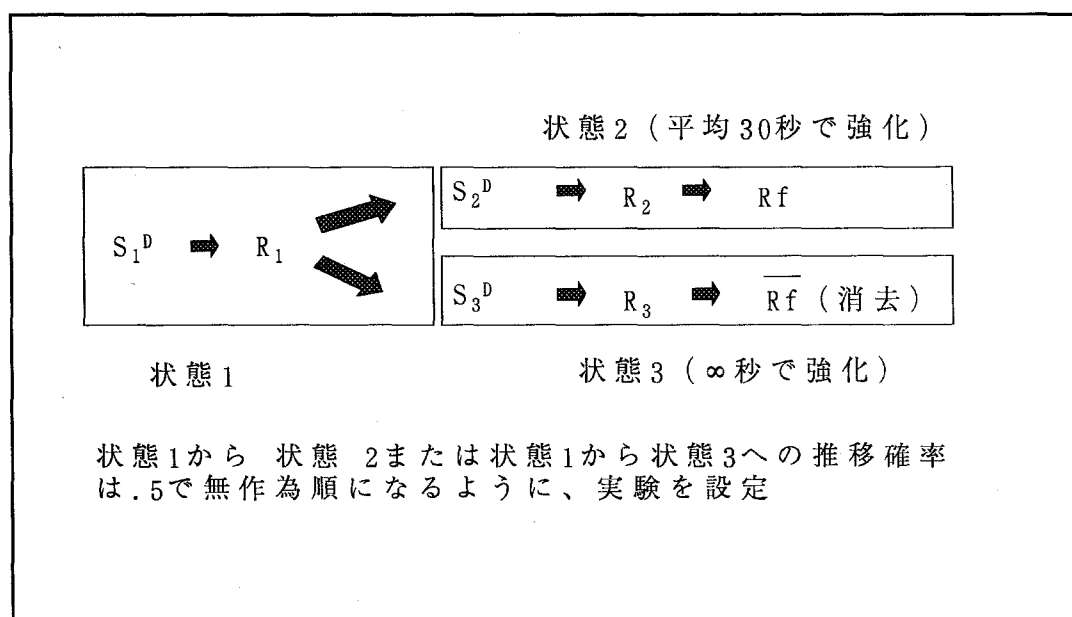 状態2（平均30秒で強化）
S₂ᴰ R₂ Rf
S₁ᴰ R₁
S₃ᴰ R₃ R̅f̅（消去）
状態1
状態3（∞秒で強化）
状態1から 状態 2または状態1から状態3への推移確率
は.5で無作為順になるように、実験を設定